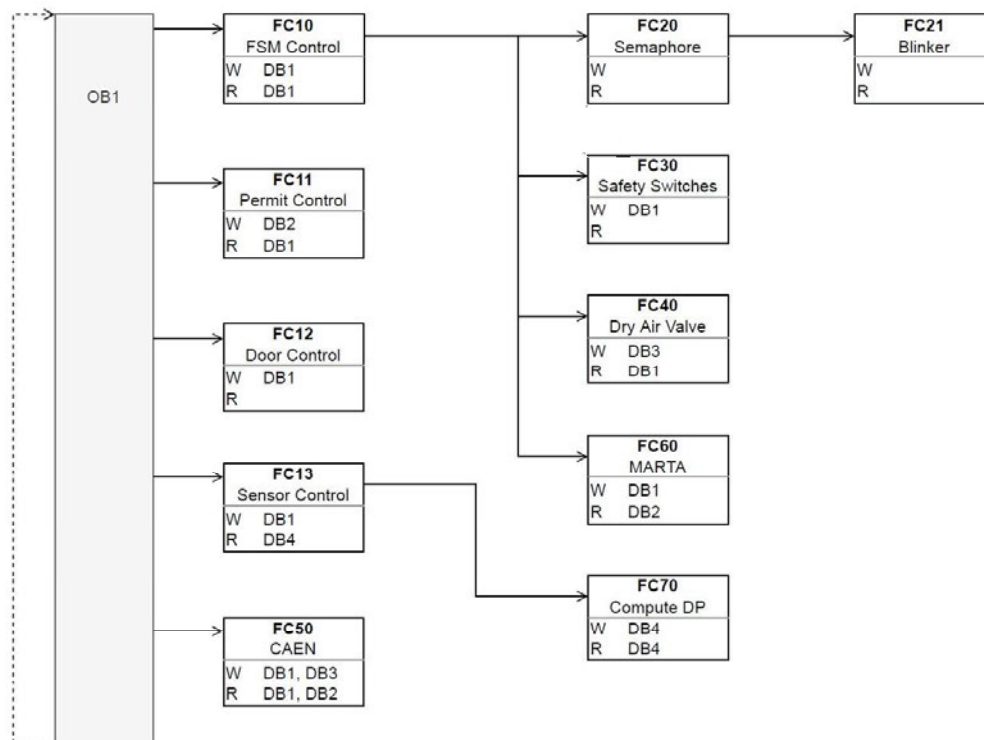 OB1
FC10
FSM Control
W DB1
R DB1
FC20
Semaphore
W
R
FC21
Blinker
W
R
FC11
Permit Control
W DB2
R DB1
FC30
Safety Switches
W DB1
R
FC12
Door Control
W DB1
R
FC40
Dry Air Valve
W DB3
R DB1
FC13
Sensor Control
W DB1
R DB4
FC60
MARTA
W DB1
R DB2
FC50
CAEN
W DB1, DB3
R DB1, DB2
FC70
Compute DP
W DB4
R DB4